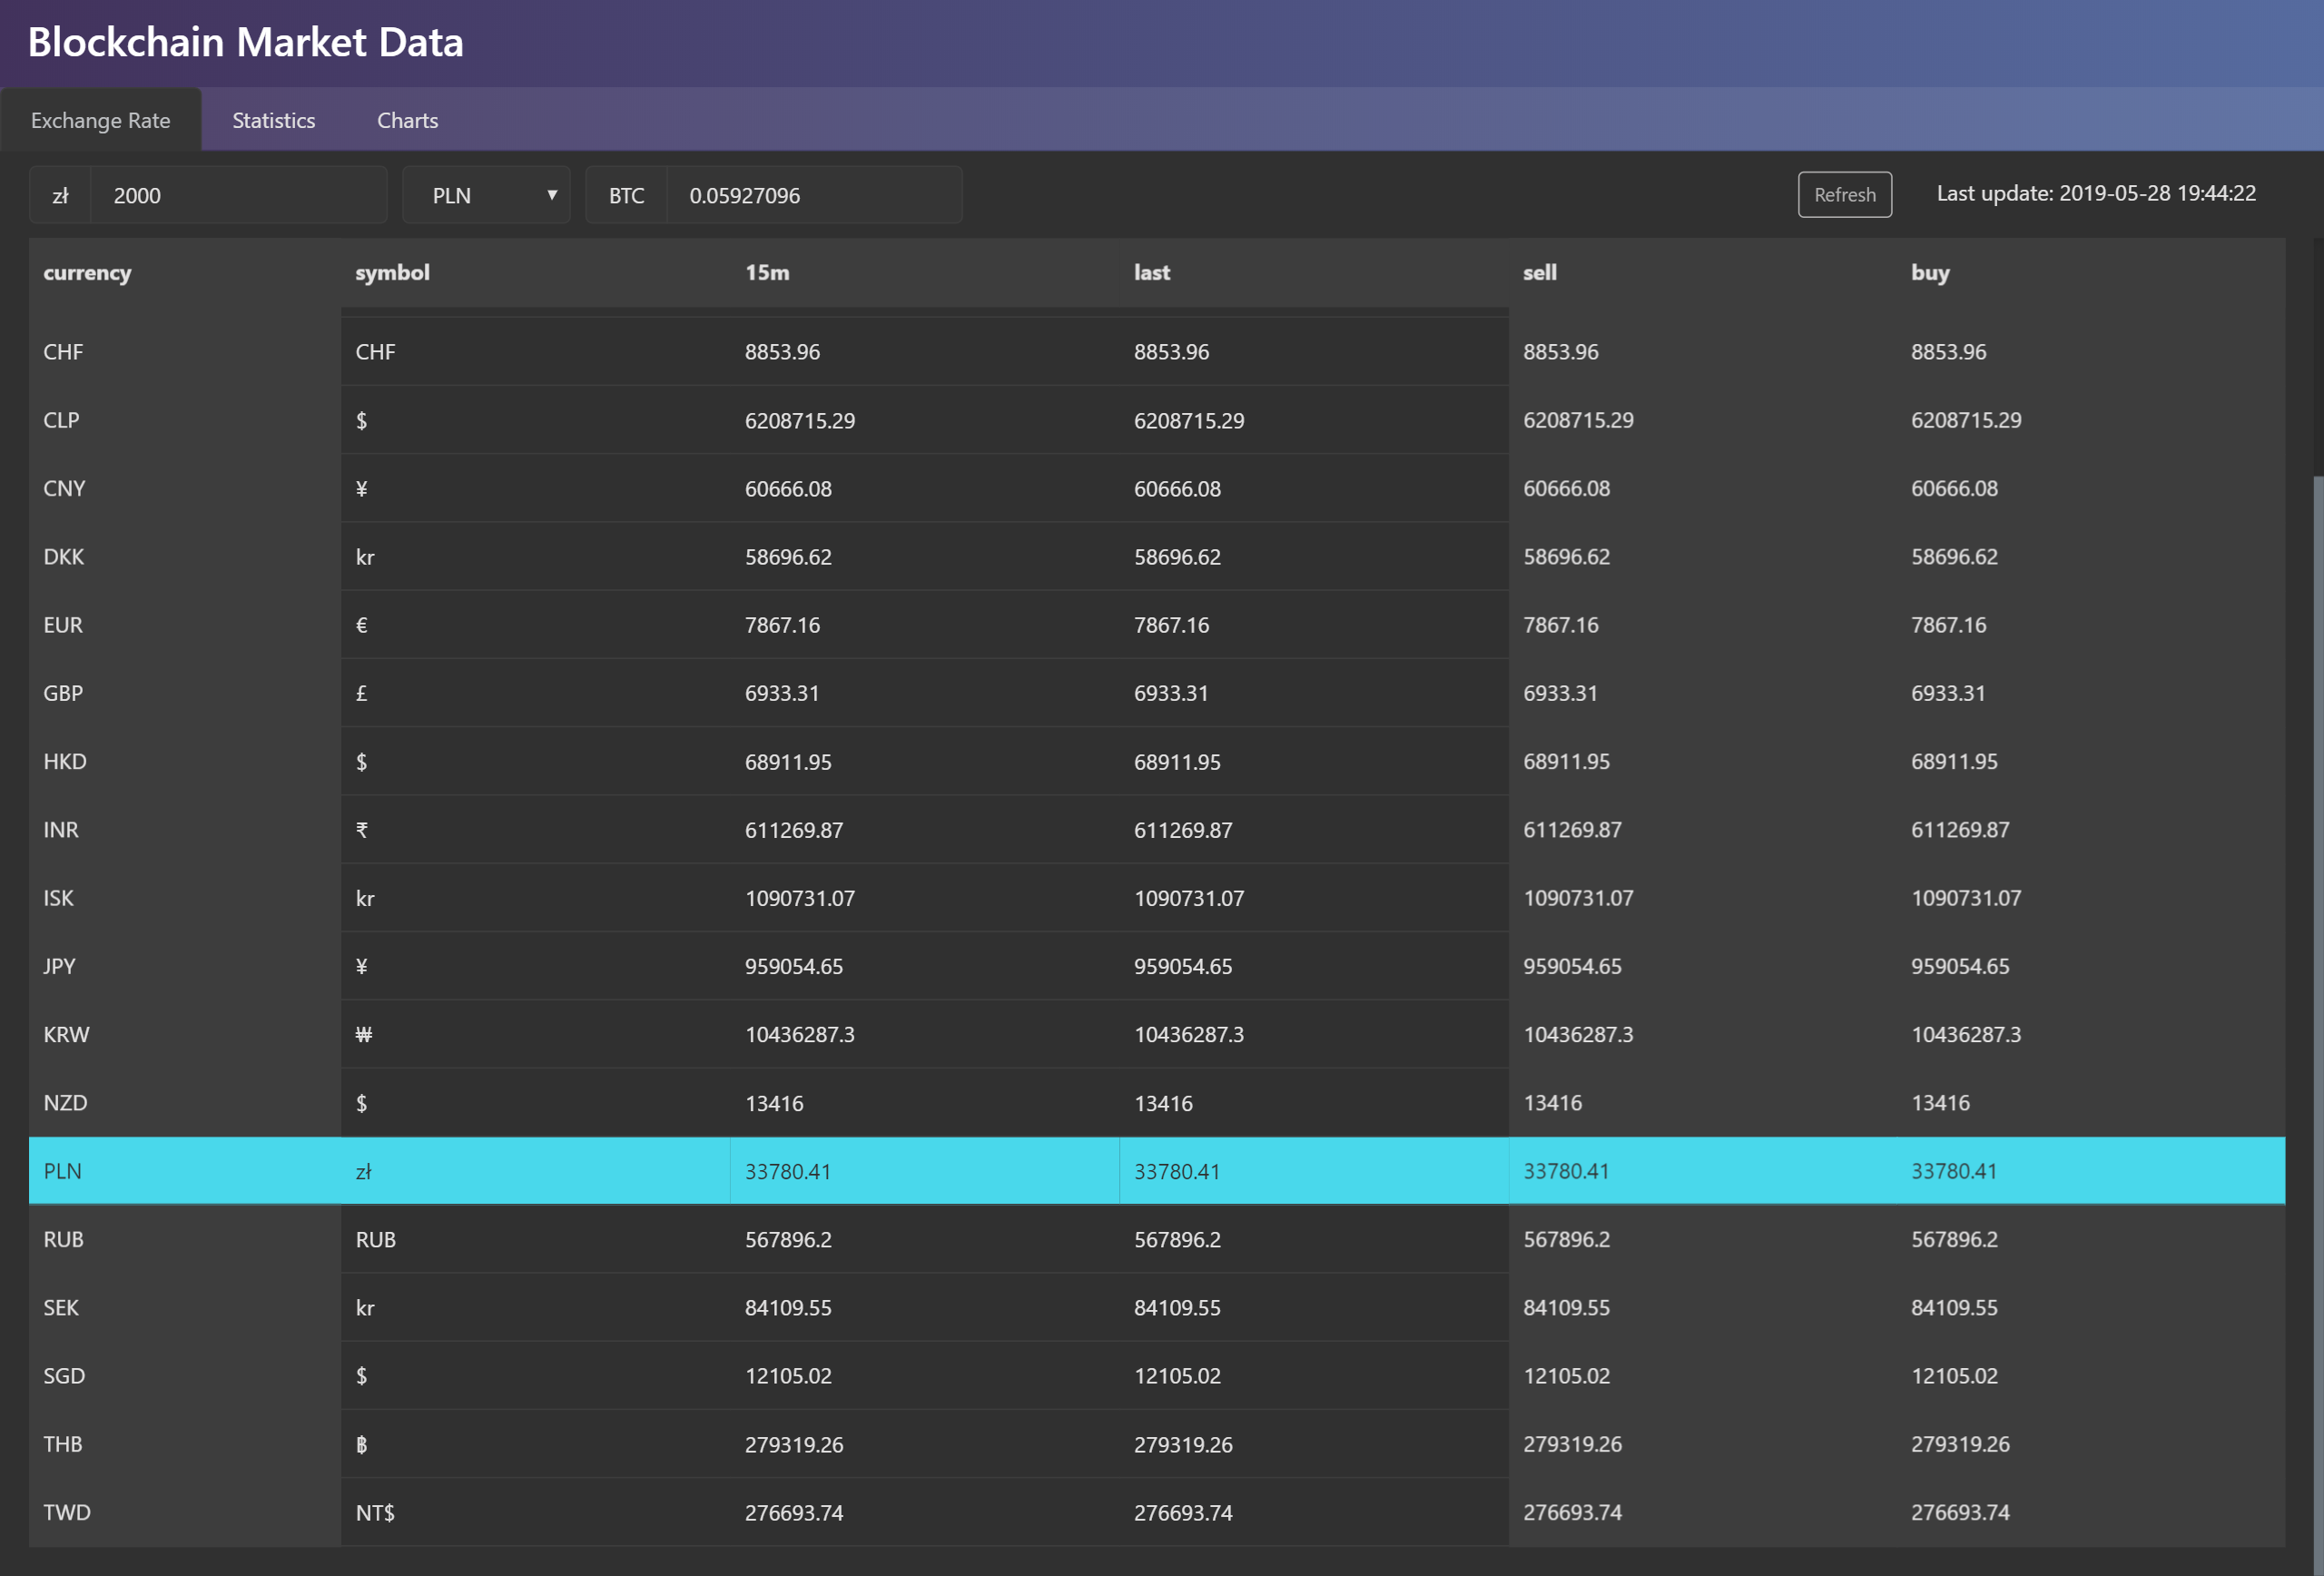 Blockchain Market Data
Exchange Rate Statistics Charts
zł 2000 PLN ▼ BTC 0.05927096 Refresh Last update: 2019-05-28 19:44:22
currency symbol 15m last sell buy
CHF CHF 8853.96 8853.96 8853.96 8853.96
CLP $ 6208715.29 6208715.29 6208715.29 6208715.29
CNY ¥ 60666.08 60666.08 60666.08 60666.08
DKK kr 58696.62 58696.62 58696.62 58696.62
EUR € 7867.16 7867.16 7867.16 7867.16
GBP £ 6933.31 6933.31 6933.31 6933.31
HKD $ 68911.95 68911.95 68911.95 68911.95
INR ₹ 611269.87 611269.87 611269.87 611269.87
ISK kr 1090731.07 1090731.07 1090731.07 1090731.07
JPY ¥ 959054.65 959054.65 959054.65 959054.65
KRW ₩ 10436287.3 10436287.3 10436287.3 10436287.3
NZD $ 13416 13416 13416 13416
PLN zł 33780.41 33780.41 33780.41 33780.41
RUB RUB 567896.2 567896.2 567896.2 567896.2
SEK kr 84109.55 84109.55 84109.55 84109.55
SGD $ 12105.02 12105.02 12105.02 12105.02
THB ฿ 279319.26 279319.26 279319.26 279319.26
TWD NT$ 276693.74 276693.74 276693.74 276693.74